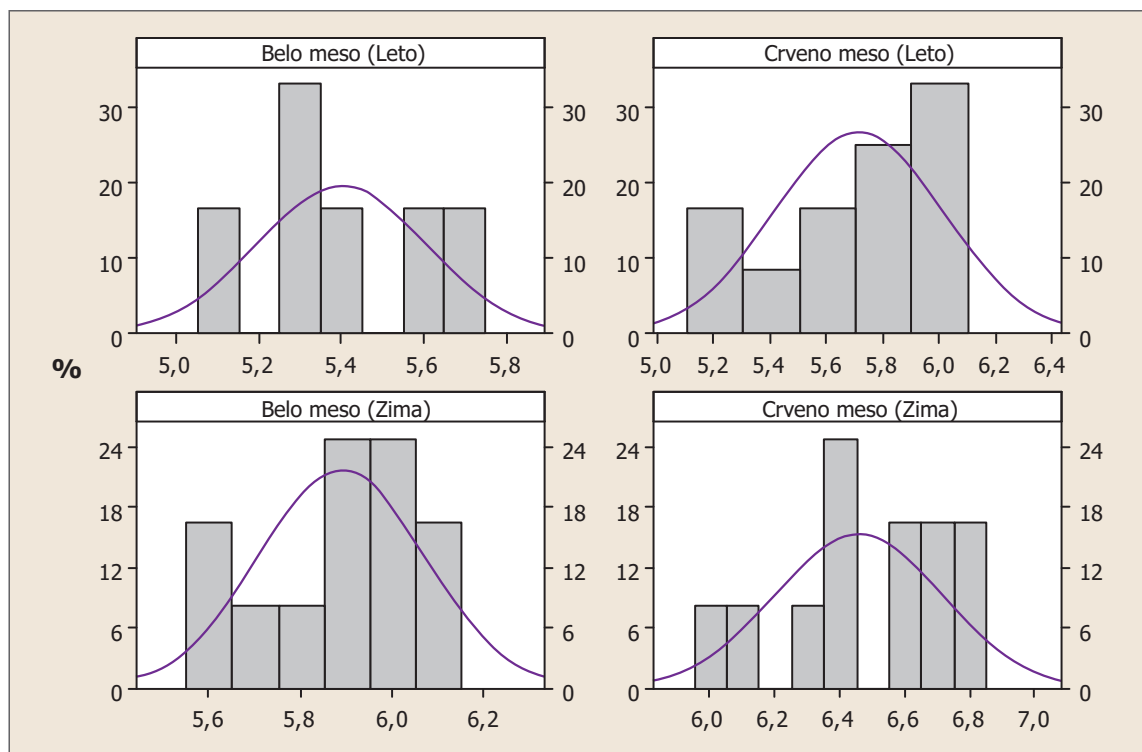 Belo meso (Leto)
Crveno meso (Leto)
30 30 30 30
20 20 20 20
10 10 10 10
0 0 0 0
5,0 5,2 5,4 5,6 5,8
5,0 5,2 5,4 5,6 5,8 6,0 6,2 6,4
%
Belo meso (Zima)
Crveno meso (Zima)
24 24 24 24
18 18 18 18
12 12 12 12
6 6 6 6
0 0 0 0
5,6 5,8 6,0 6,2
6,0 6,2 6,4 6,6 6,8 7,0